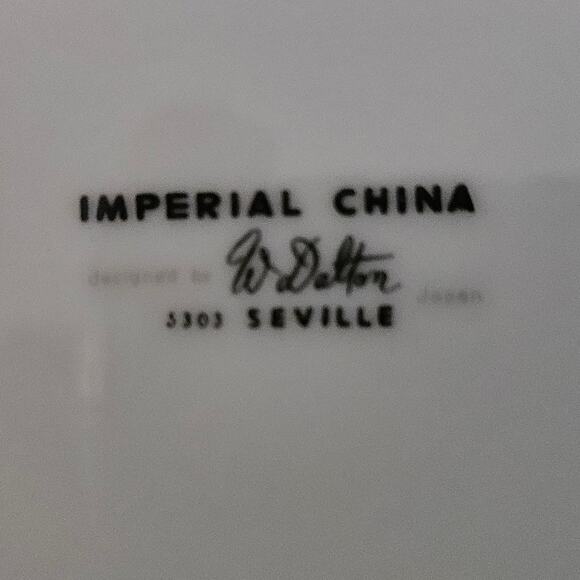 IMPERIAL CHINA
designed by W. Dalton Japan
5303 SEVILLE